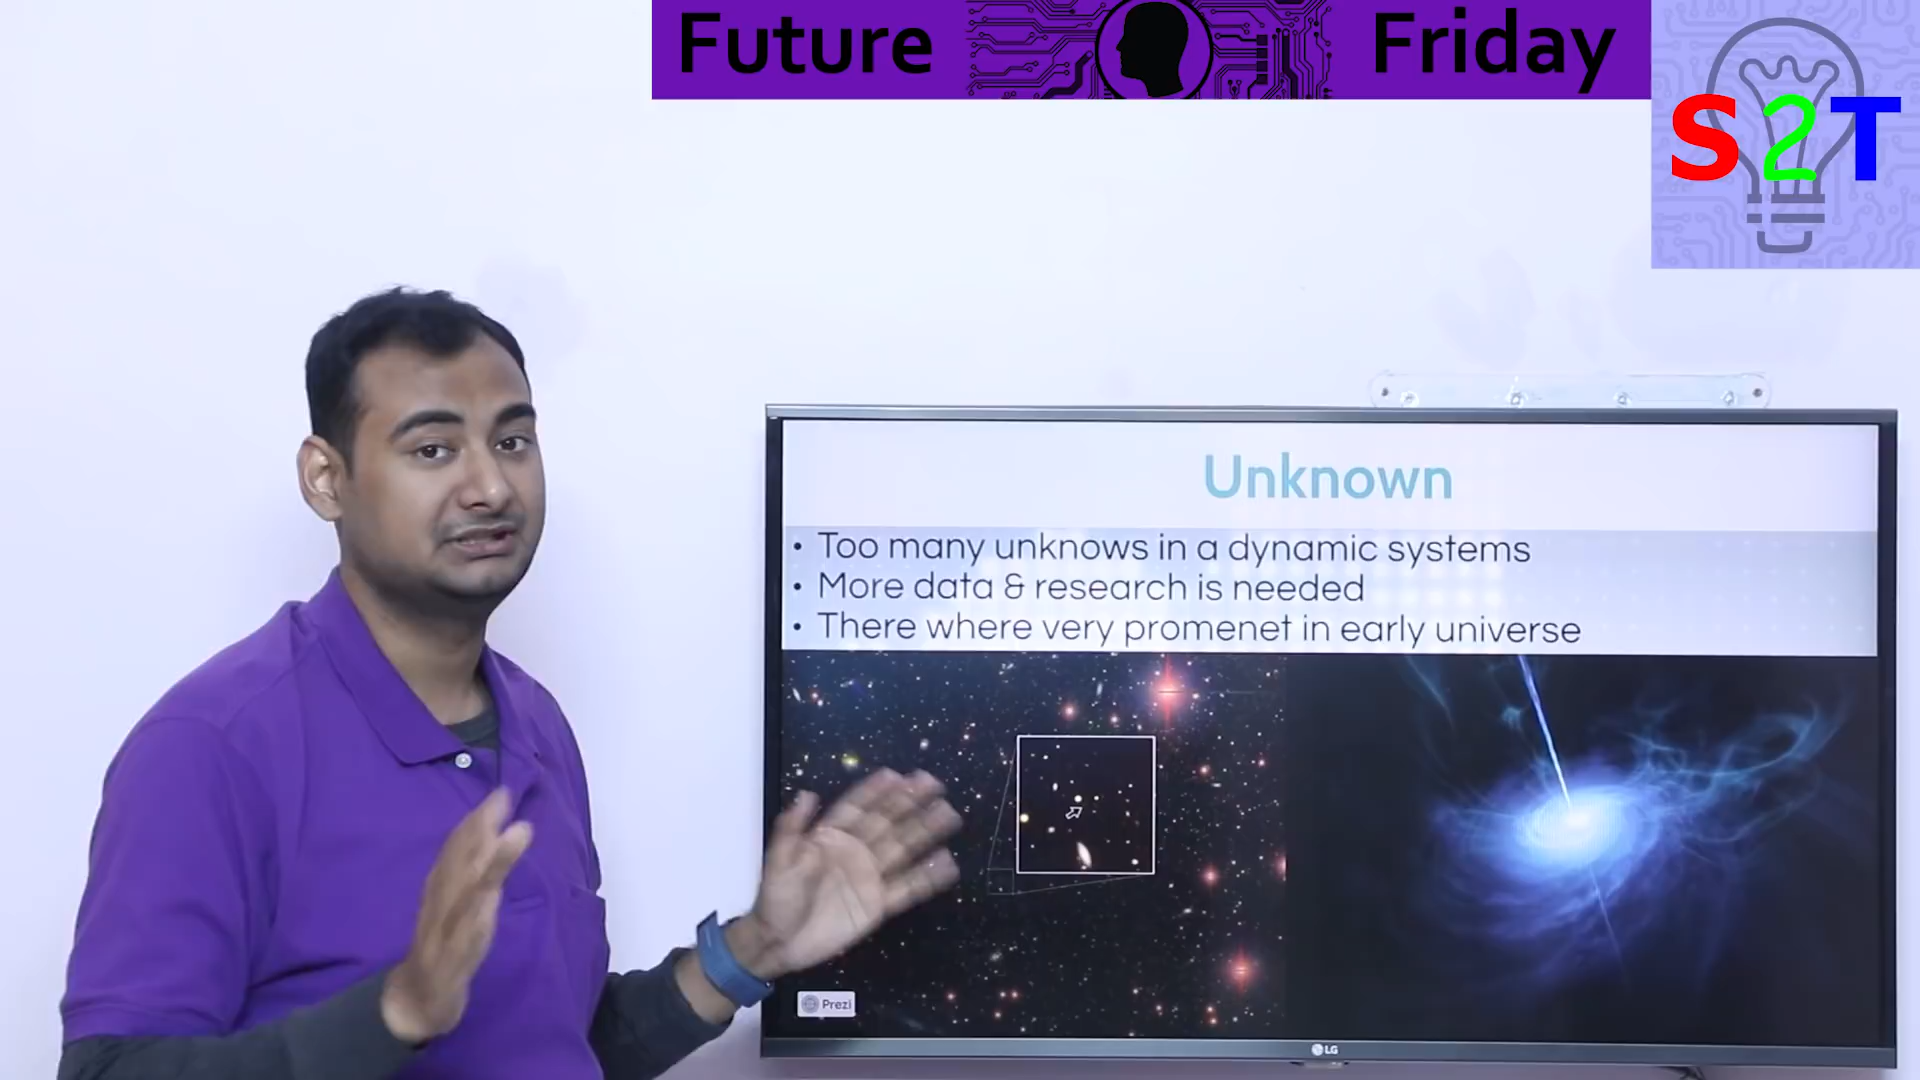 Future Friday
S2T
Unknown
• Too many unknows in a dynamic systems
• More data & research is needed
• There where very promenet in early universe
Prezi
LG